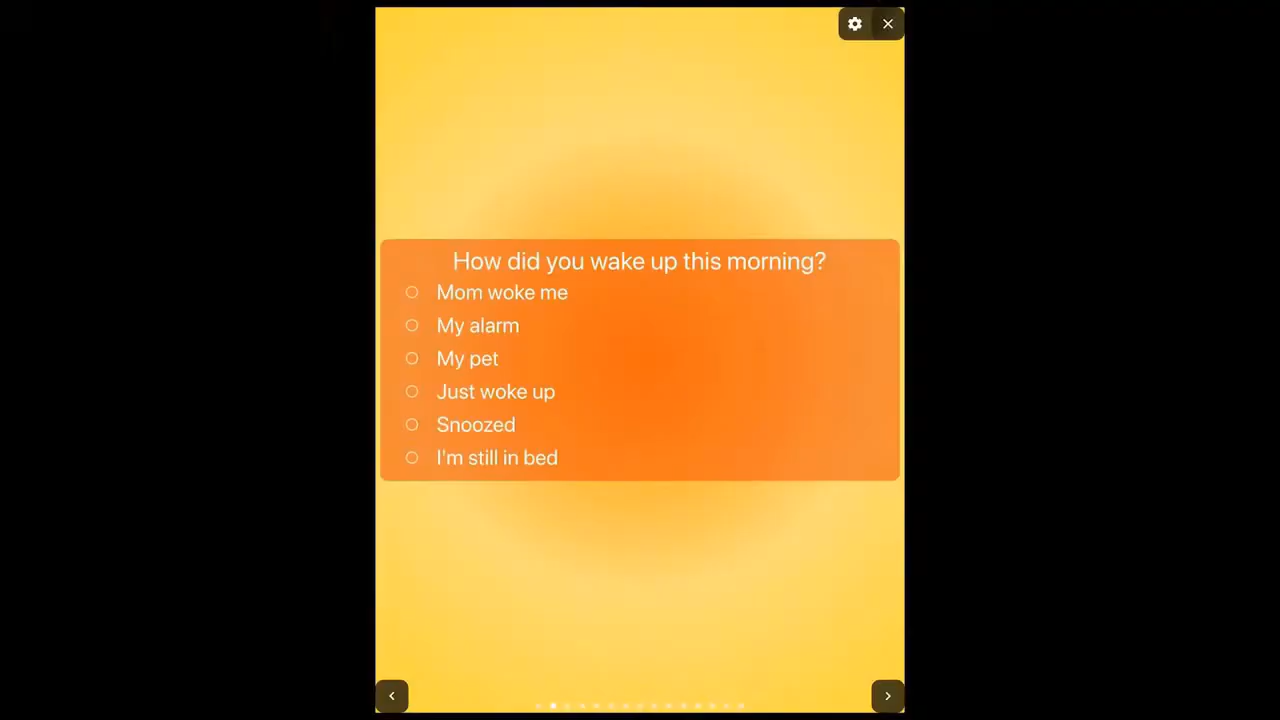 How did you wake up this morning?
Mom woke me
My alarm
My pet
Just woke up
Snoozed
I'm still in bed